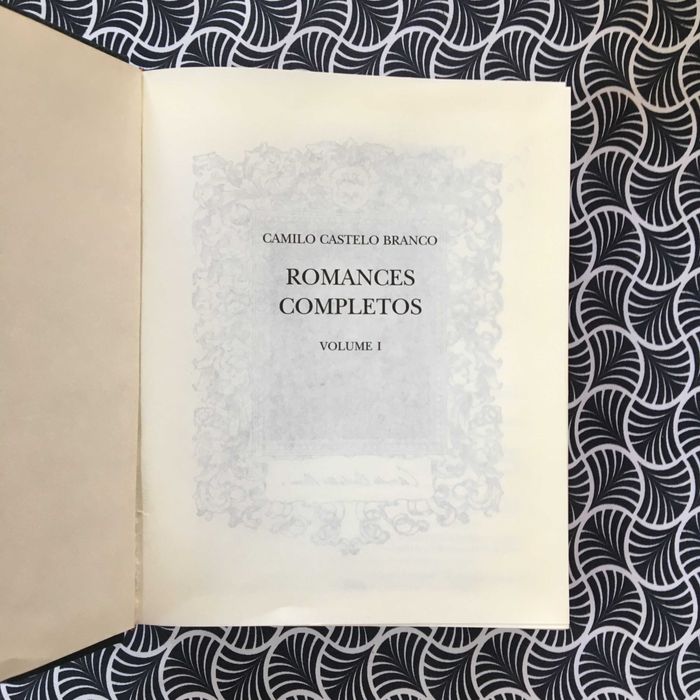 CAMILO CASTELO BRANCO
ROMANCES
COMPLETOS
VOLUME I